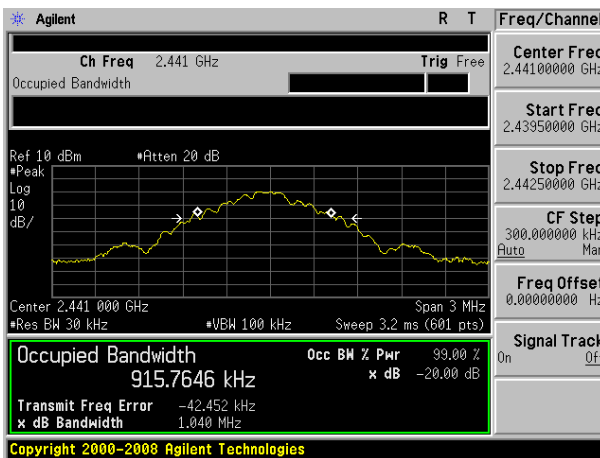 Agilent R T Freq/Channel
Ch Freq 2.441 GHz Trig Free
Occupied Bandwidth
Center Freq
2.44100000 GHz
Start Freq
2.43950000 GHz
Stop Freq
2.44250000 GHz
CF Step
300.000000 kHz
Auto Man
Freq Offset
0.00000000 Hz
Signal Track
On Off
Ref 10 dBm #Atten 20 dB
#Peak
Log
10
dB/
Center 2.441 000 GHz Span 3 MHz
#Res BW 30 kHz #VBW 100 kHz Sweep 3.2 ms (601 pts)
Occupied Bandwidth Occ BW % Pwr 99.00 %
915.7646 kHz x dB -20.00 dB
Transmit Freq Error -42.452 kHz
x dB Bandwidth 1.040 MHz
Copyright 2000-2008 Agilent Technologies